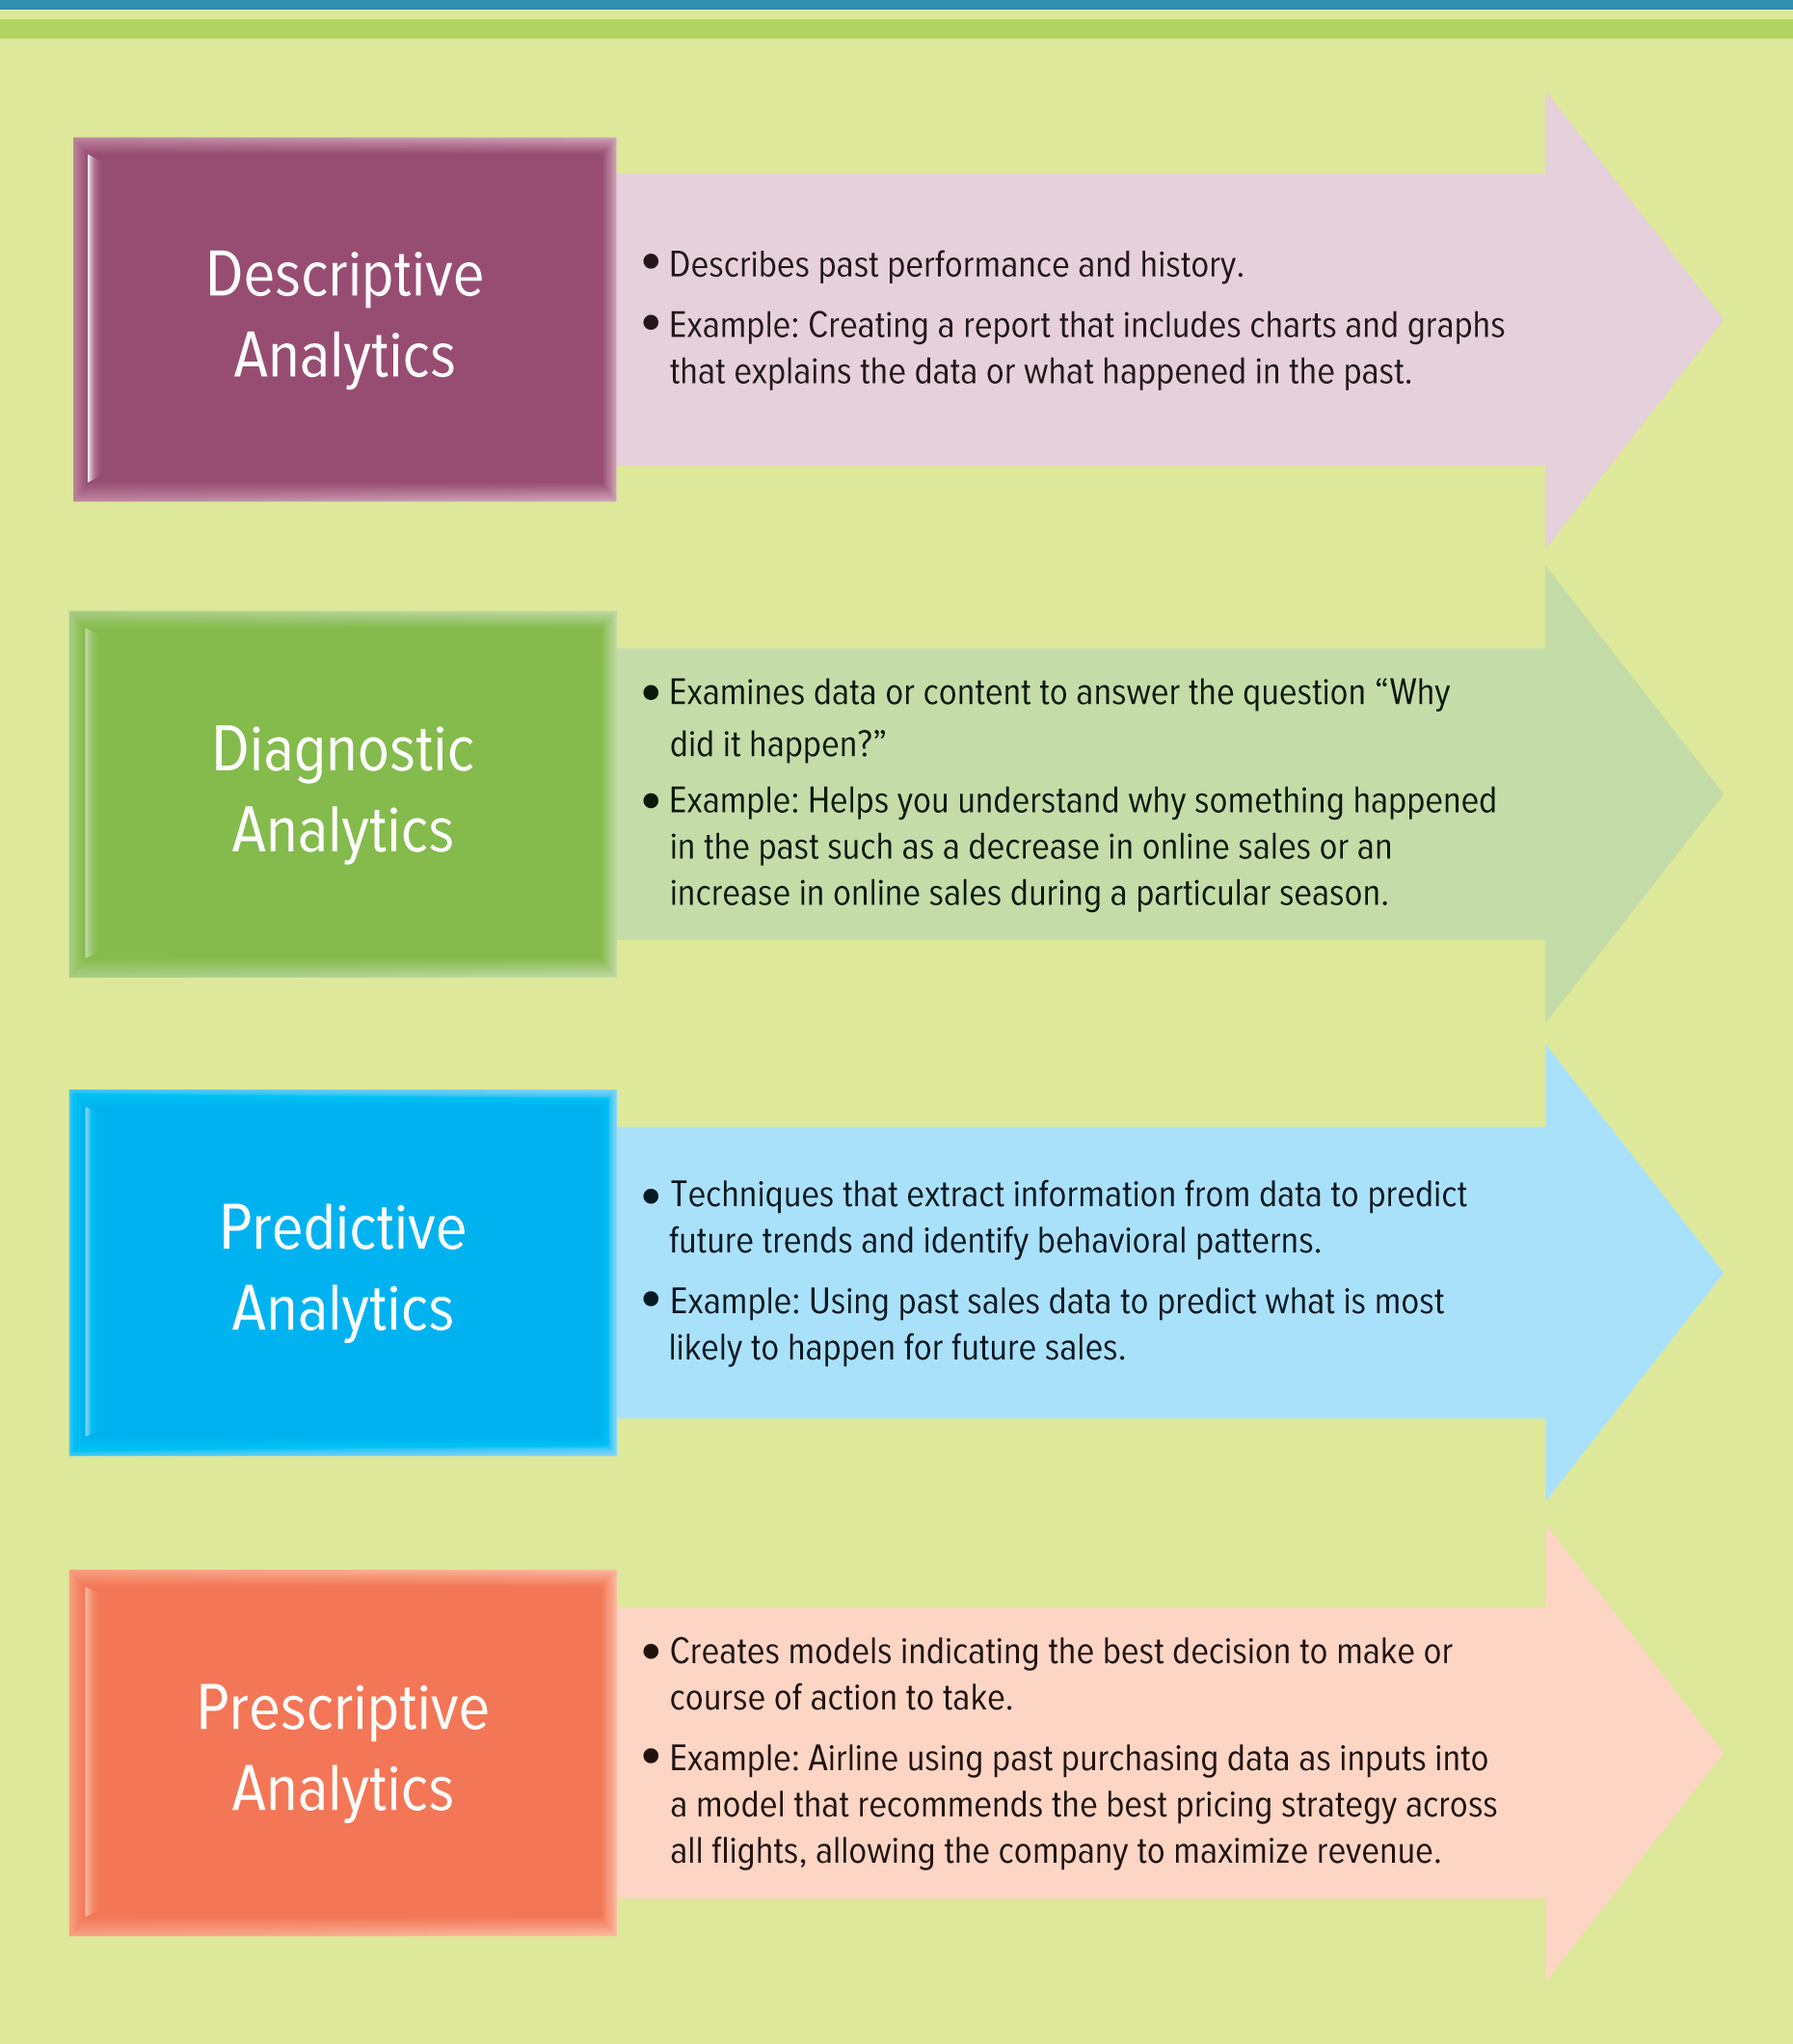 Descriptive
Analytics
• Describes past performance and history.
• Example: Creating a report that includes charts and graphs
that explains the data or what happened in the past.
Diagnostic
Analytics
• Examines data or content to answer the question “Why
did it happen?”
• Example: Helps you understand why something happened
in the past such as a decrease in online sales or an
increase in online sales during a particular season.
Predictive
Analytics
• Techniques that extract information from data to predict
future trends and identify behavioral patterns.
• Example: Using past sales data to predict what is most
likely to happen for future sales.
Prescriptive
Analytics
• Creates models indicating the best decision to make or
course of action to take.
• Example: Airline using past purchasing data as inputs into
a model that recommends the best pricing strategy across
all flights, allowing the company to maximize revenue.